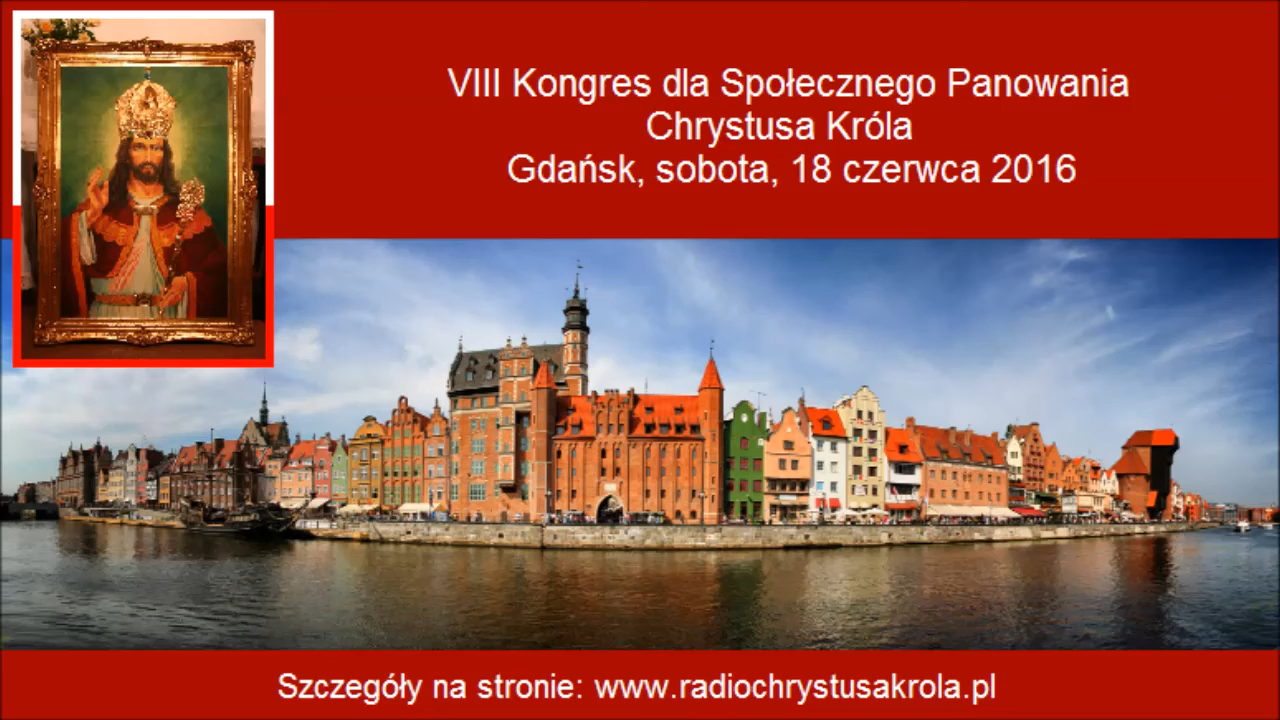 VIII Kongres dla Społecznego Panowania
Chrystusa Króla
Gdańsk, sobota, 18 czerwca 2016
Szczegóły na stronie: www.radiochrystusakrola.pl